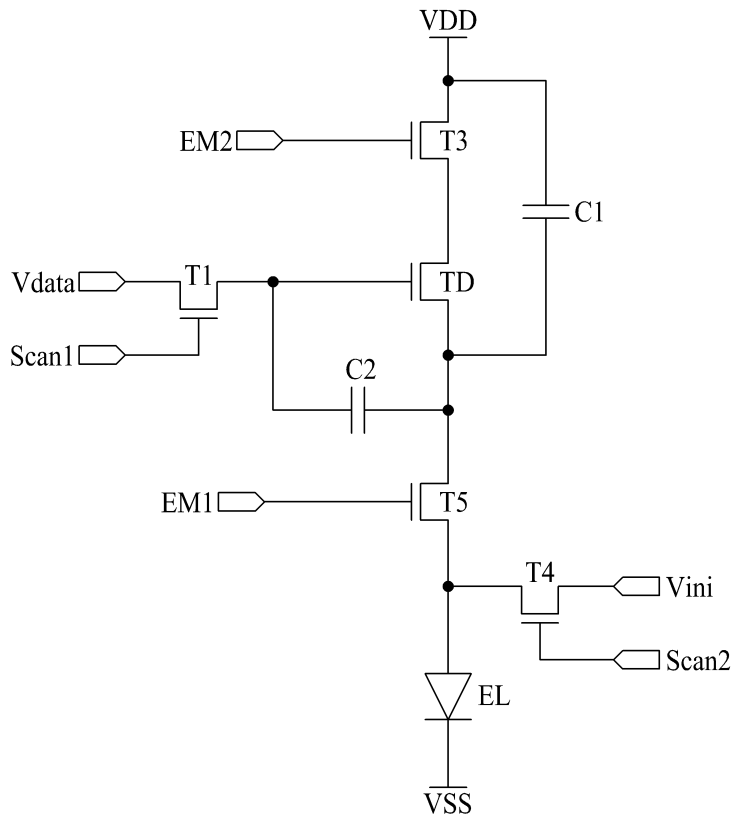 VDD
EM2
T3
C1
Vdata
T1
TD
Scan1
C2
EM1
T5
T4
Vini
Scan2
EL
VSS